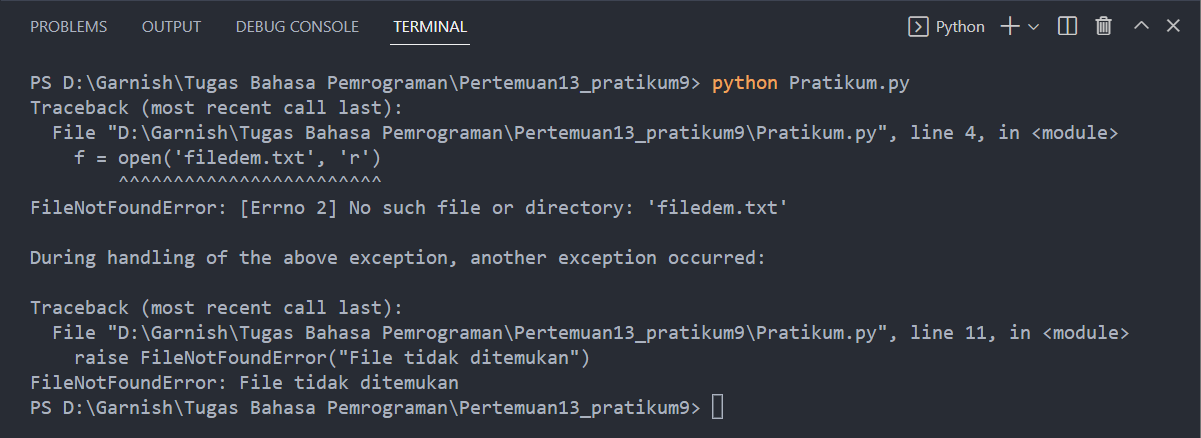 PROBLEMS OUTPUT DEBUG CONSOLE TERMINAL Python
PS D:\Garnish\Tugas Bahasa Pemrograman\Pertemuan13_pratikum9> python Pratikum.py
Traceback (most recent call last):
  File "D:\Garnish\Tugas Bahasa Pemrograman\Pertemuan13_pratikum9\Pratikum.py", line 4, in <module>
    f = open('filedem.txt', 'r')
        ^^^^^^^^^^^^^^^^^^^^^^^^
FileNotFoundError: [Errno 2] No such file or directory: 'filedem.txt'
During handling of the above exception, another exception occurred:
Traceback (most recent call last):
  File "D:\Garnish\Tugas Bahasa Pemrograman\Pertemuan13_pratikum9\Pratikum.py", line 11, in <module>
    raise FileNotFoundError("File tidak ditemukan")
FileNotFoundError: File tidak ditemukan
PS D:\Garnish\Tugas Bahasa Pemrograman\Pertemuan13_pratikum9>